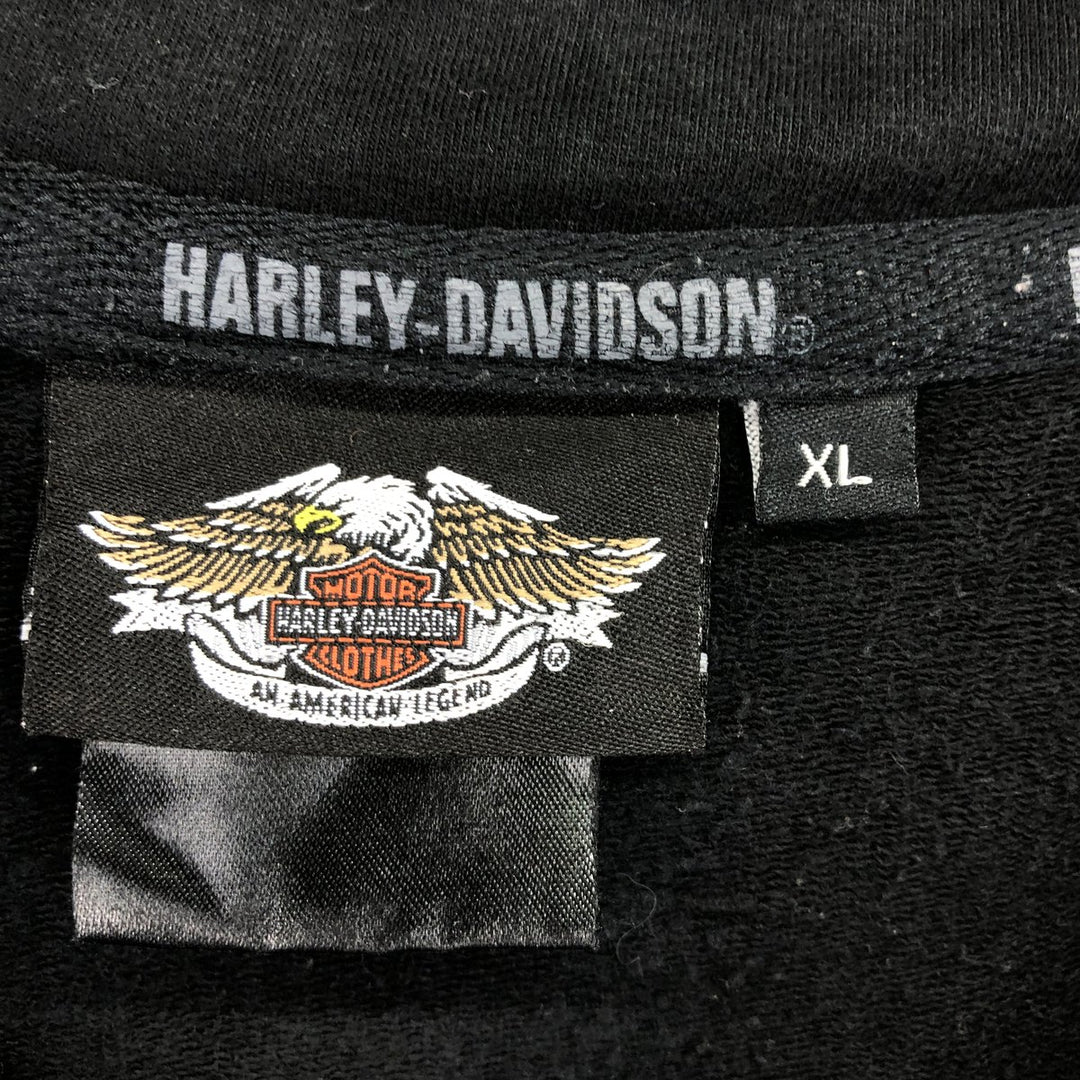 HARLEY-DAVIDSON®
XL
MOTOR
HARLEY-DAVIDSON
CLOTHES
®
AN AMERICAN LEGEND